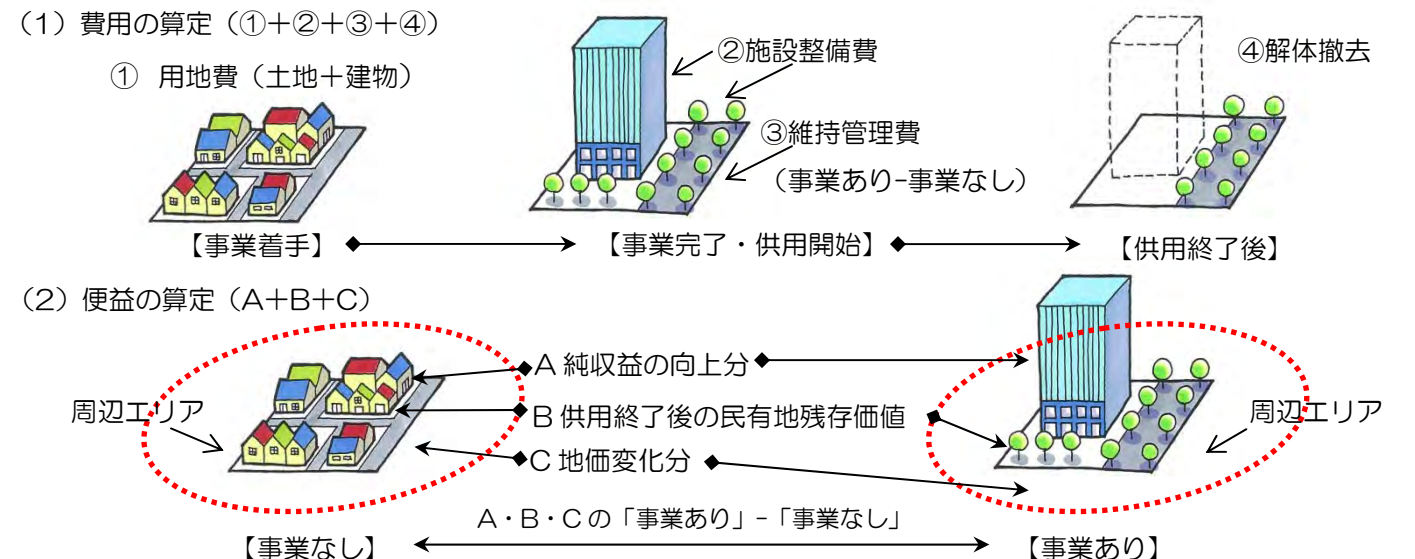 （1）費用の算定（①＋②＋③＋④）
① 用地費（土地＋建物）
②施設整備費
③維持管理費
（事業あり-事業なし）
④解体撤去
【事業着手】
【事業完了・供用開始】
【供用終了後】
（2）便益の算定（A＋B＋C）
周辺エリア
A 純収益の向上分
B 供用終了後の民有地残存価値
C 地価変化分
周辺エリア
A・B・Cの「事業あり」-「事業なし」
【事業なし】
【事業あり】